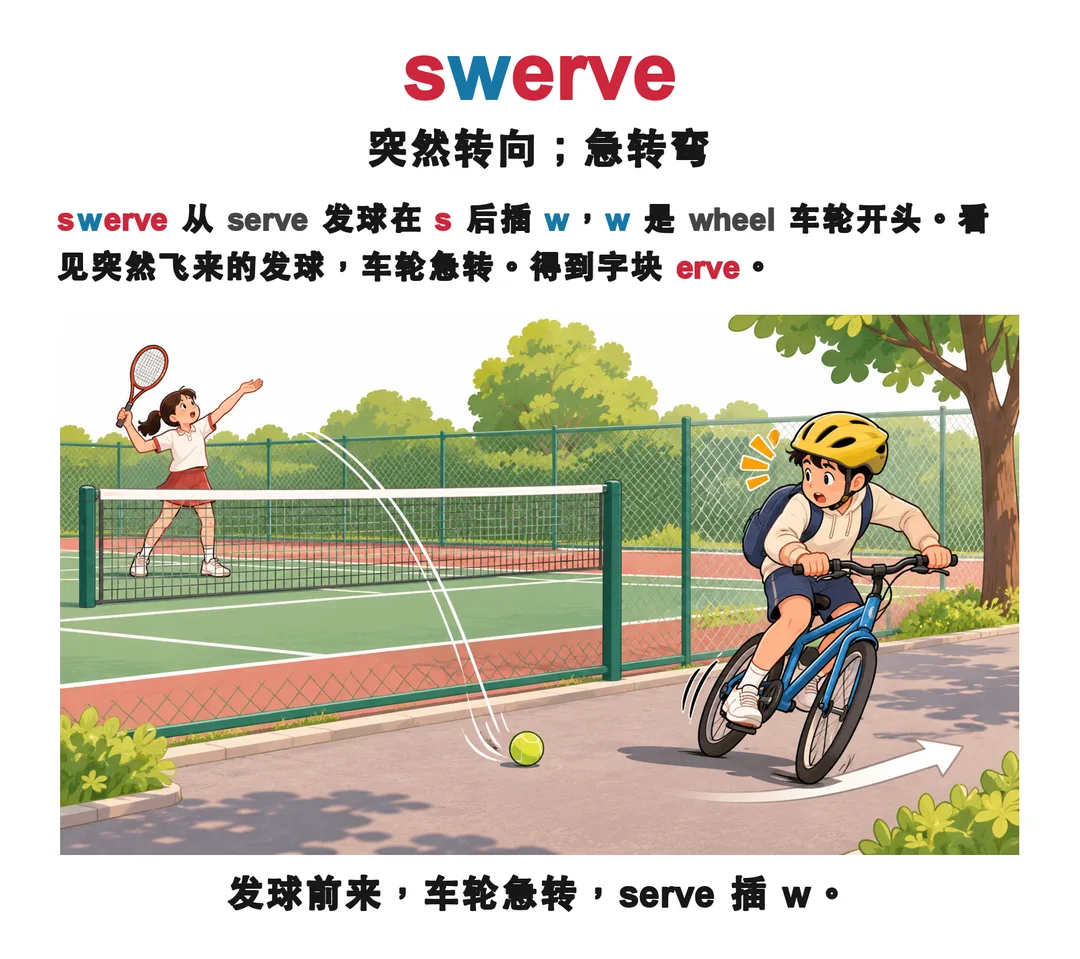 swerve
突然转向；急转弯
swerve 从 serve 发球在 s 后插 w，w 是 wheel 车轮开头。看
见突然飞来的发球，车轮急转。得到字块 erve。
发球前来，车轮急转，serve 插 w。